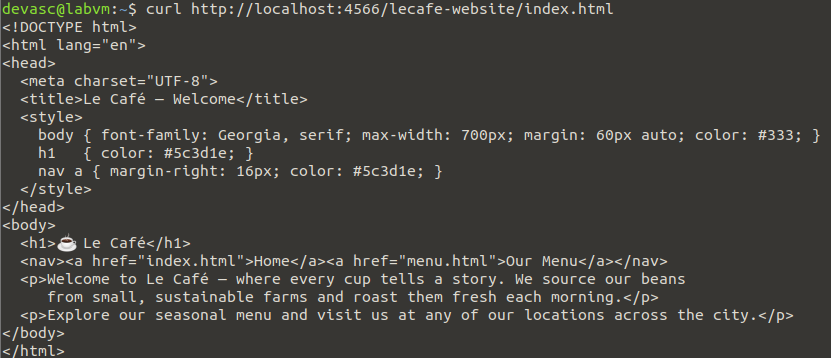 devasc@labvm:~$ curl http://localhost:4566/lecafe-website/index.html
<!DOCTYPE html>
<html lang="en">
<head>
  <meta charset="UTF-8">
  <title>Le Café — Welcome</title>
  <style>
    body { font-family: Georgia, serif; max-width: 700px; margin: 60px auto; color: #333; }
    h1   { color: #5c3d1e; }
    nav a { margin-right: 16px; color: #5c3d1e; }
  </style>
</head>
<body>
  <h1>☕ Le Café</h1>
  <nav><a href="index.html">Home</a><a href="menu.html">Our Menu</a></nav>
  <p>Welcome to Le Café — where every cup tells a story. We source our beans
     from small, sustainable farms and roast them fresh each morning.</p>
  <p>Explore our seasonal menu and visit us at any of our locations across the city.</p>
</body>
</html>